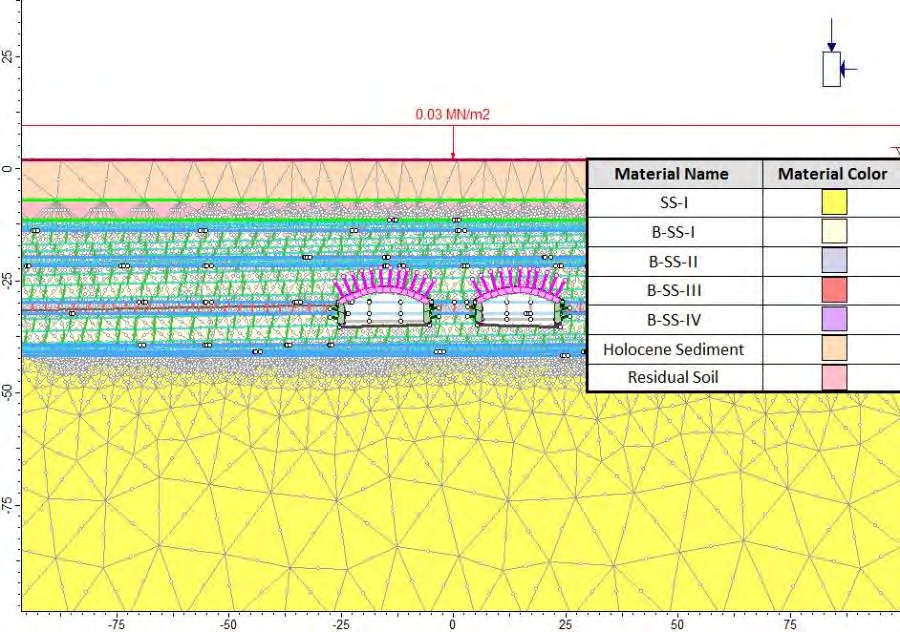 25
0.03 MN/m2
0
Material Name Material Color
SS-I
B-SS-I
B-SS-II
-25
B-SS-III
B-SS-IV
Holocene Sediment
Residual Soil
-50
-75
-75 -50 -25 0 25 50 75